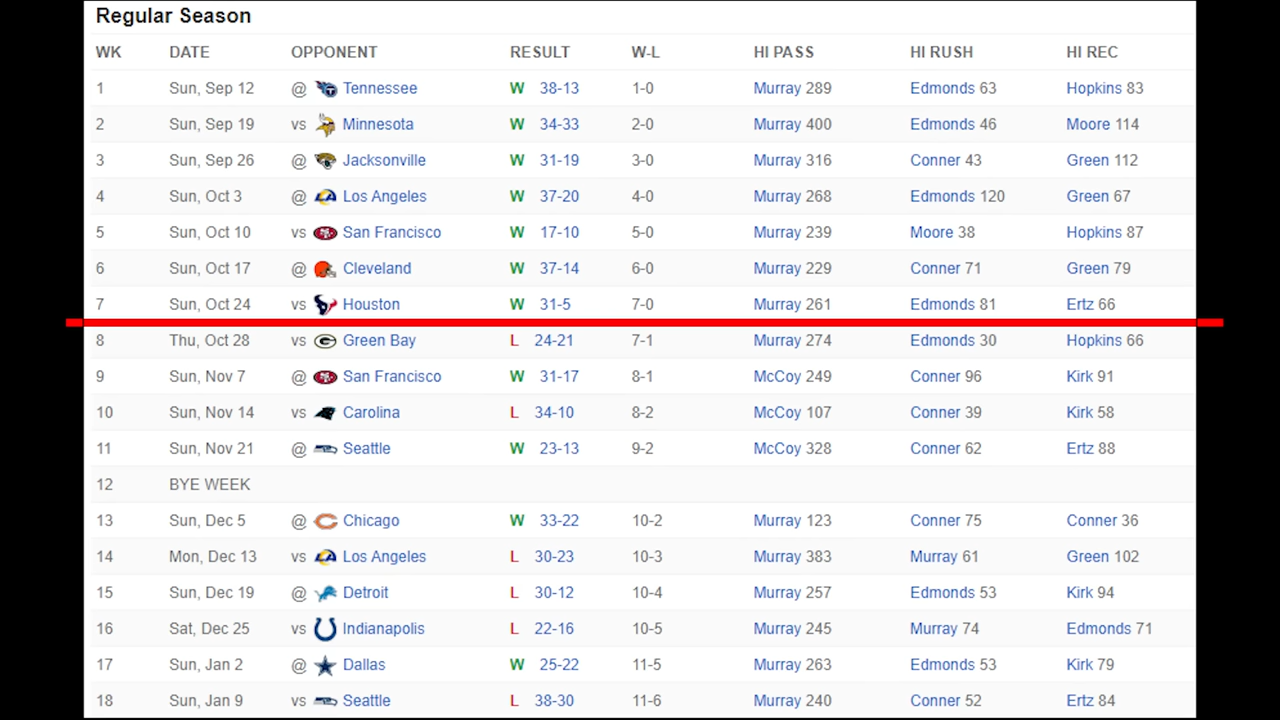 Regular Season
WK DATE OPPONENT RESULT W-L HI PASS HI RUSH HI REC
1 Sun, Sep 12 @ Tennessee W 38-13 1-0 Murray 289 Edmonds 63 Hopkins 83
2 Sun, Sep 19 vs Minnesota W 34-33 2-0 Murray 400 Edmonds 46 Moore 114
3 Sun, Sep 26 @ Jacksonville W 31-19 3-0 Murray 316 Conner 43 Green 112
4 Sun, Oct 3 @ Los Angeles W 37-20 4-0 Murray 268 Edmonds 120 Green 67
5 Sun, Oct 10 vs San Francisco W 17-10 5-0 Murray 239 Moore 38 Hopkins 87
6 Sun, Oct 17 @ Cleveland W 37-14 6-0 Murray 229 Conner 71 Green 79
7 Sun, Oct 24 vs Houston W 31-5 7-0 Murray 261 Edmonds 81 Ertz 66
8 Thu, Oct 28 vs Green Bay L 24-21 7-1 Murray 274 Edmonds 30 Hopkins 66
9 Sun, Nov 7 @ San Francisco W 31-17 8-1 McCoy 249 Conner 96 Kirk 91
10 Sun, Nov 14 vs Carolina L 34-10 8-2 McCoy 107 Conner 39 Kirk 58
11 Sun, Nov 21 @ Seattle W 23-13 9-2 McCoy 328 Conner 62 Ertz 88
12 BYE WEEK
13 Sun, Dec 5 @ Chicago W 33-22 10-2 Murray 123 Conner 75 Conner 36
14 Mon, Dec 13 vs Los Angeles L 30-23 10-3 Murray 383 Murray 61 Green 102
15 Sun, Dec 19 @ Detroit L 30-12 10-4 Murray 257 Edmonds 53 Kirk 94
16 Sat, Dec 25 vs Indianapolis L 22-16 10-5 Murray 245 Murray 74 Edmonds 71
17 Sun, Jan 2 @ Dallas W 25-22 11-5 Murray 263 Edmonds 53 Kirk 79
18 Sun, Jan 9 vs Seattle L 38-30 11-6 Murray 240 Conner 52 Ertz 84